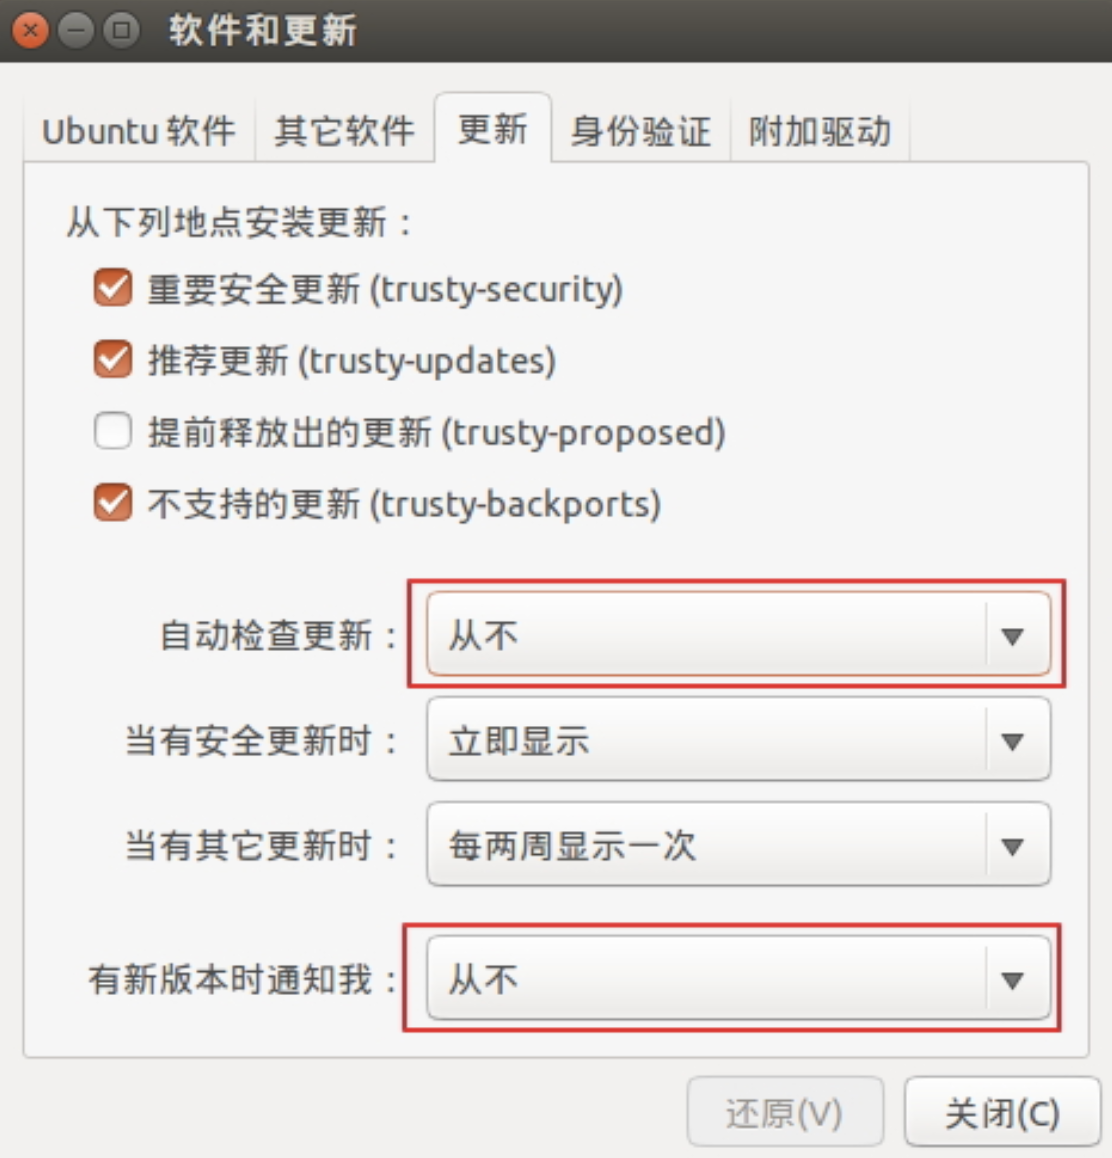 软件和更新
Ubuntu 软件 其它软件 更新 身份验证 附加驱动
从下列地点安装更新：
重要安全更新 (trusty-security)
推荐更新 (trusty-updates)
提前释放出的更新 (trusty-proposed)
不支持的更新 (trusty-backports)
自动检查更新： 从不
当有安全更新时： 立即显示
当有其它更新时： 每两周显示一次
有新版本时通知我： 从不
还原(V) 关闭(C)